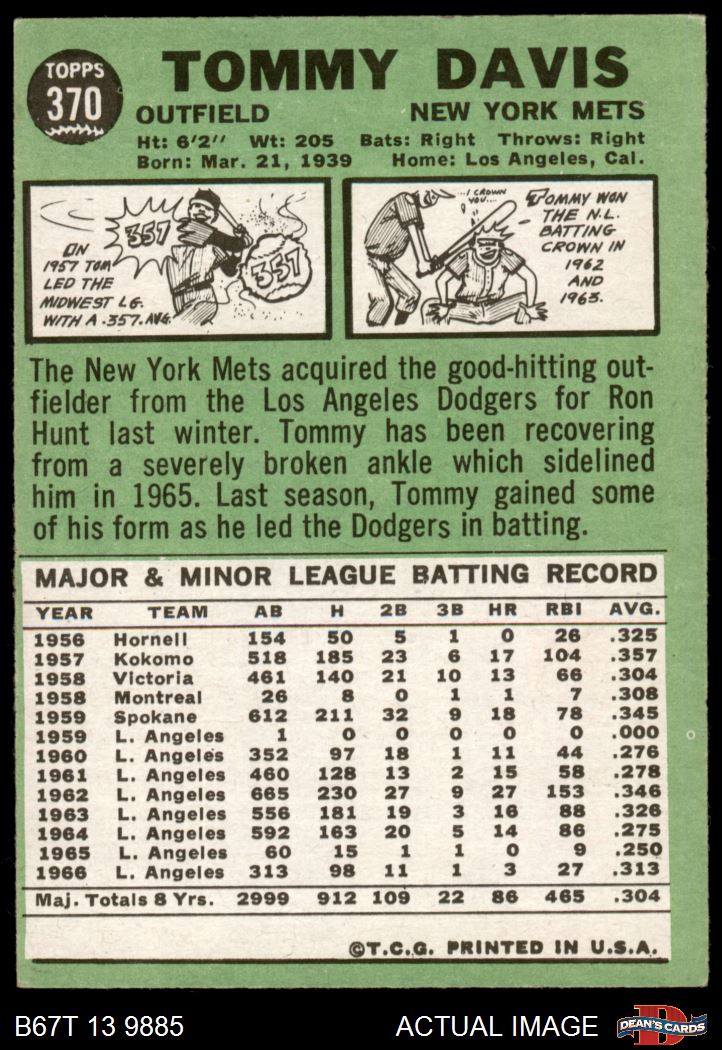 TOPPS
370
TOMMY DAVIS
OUTFIELD NEW YORK METS
Ht: 6'2" Wt: 205 Bats: Right Throws: Right
Born: Mar. 21, 1939 Home: Los Angeles, Cal.
357
357
IN
1957 TOM
LED THE
MIDWEST LG.
WITH A .357 AVG.
...I CROWN
YOU....
TOMMY WON
THE N.L.
BATTING
CROWN IN
1962
AND
1963.
The New York Mets acquired the good-hitting out-
fielder from the Los Angeles Dodgers for Ron
Hunt last winter. Tommy has been recovering
from a severely broken ankle which sidelined
him in 1965. Last season, Tommy gained some
of his form as he led the Dodgers in batting.
MAJOR & MINOR LEAGUE BATTING RECORD
YEAR TEAM AB H 2B 3B HR RBI AVG.
1956 Hornell 154 50 5 1 0 26 .325
1957 Kokomo 518 185 23 6 17 104 .357
1958 Victoria 461 140 21 10 13 66 .304
1958 Montreal 26 8 0 1 1 7 .308
1959 Spokane 612 211 32 9 18 78 .345
1959 L. Angeles 1 0 0 0 0 0 .000
1960 L. Angeles 352 97 18 1 11 44 .276
1961 L. Angeles 460 128 13 2 15 58 .278
1962 L. Angeles 665 230 27 9 27 153 .346
1963 L. Angeles 556 181 19 3 16 88 .326
1964 L. Angeles 592 163 20 5 14 86 .275
1965 L. Angeles 60 15 1 1 0 9 .250
1966 L. Angeles 313 98 11 1 3 27 .313
Maj. Totals 8 Yrs. 2999 912 109 22 86 465 .304
©T.C.G. PRINTED IN U.S.A.
B67T 13 9885 ACTUAL IMAGE
D
DEAN'S CARDS